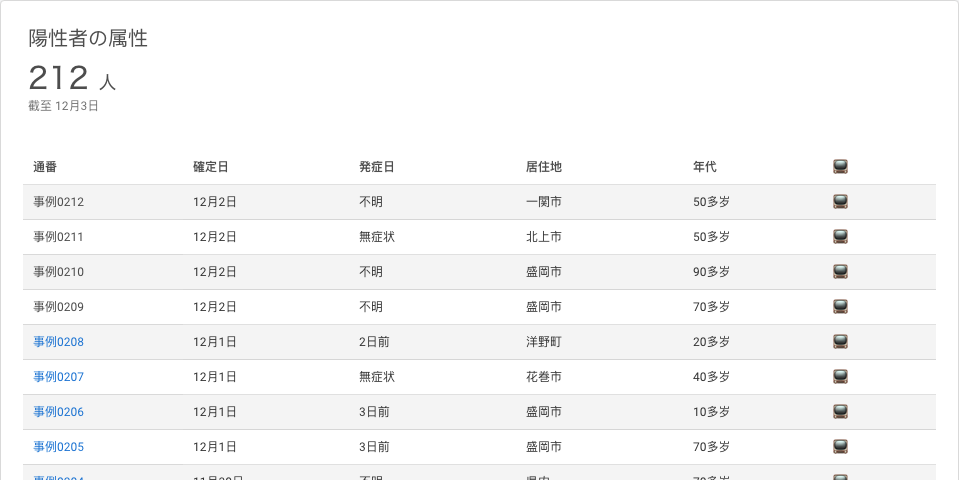 陽性者の属性
212 人
截至 12月3日
通番 確定日 発症日 居住地 年代
事例0212 12月2日 不明 一関市 50多岁
事例0211 12月2日 無症状 北上市 50多岁
事例0210 12月2日 不明 盛岡市 90多岁
事例0209 12月2日 不明 盛岡市 70多岁
事例0208 12月1日 2日前 洋野町 20多岁
事例0207 12月1日 無症状 花巻市 40多岁
事例0206 12月1日 3日前 盛岡市 10多岁
事例0205 12月1日 3日前 盛岡市 70多岁